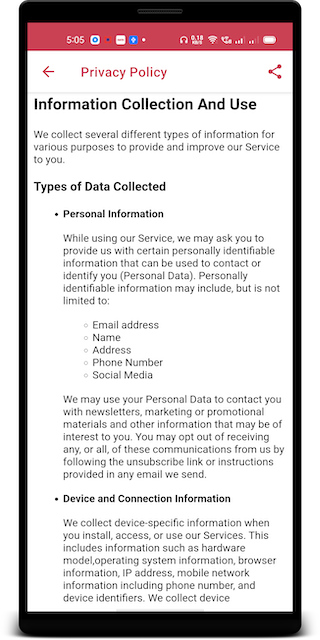 5:05
Privacy Policy
Information Collection And Use
We collect several different types of information for
various purposes to provide and improve our Service
to you.
Types of Data Collected
• Personal Information
While using our Service, we may ask you to
provide us with certain personally identifiable
information that can be used to contact or
identify you (Personal Data). Personally
identifiable information may include, but is not
limited to:
○ Email address
○ Name
○ Address
○ Phone Number
○ Social Media
We may use your Personal Data to contact you
with newsletters, marketing or promotional
materials and other information that may be of
interest to you. You may opt out of receiving
any, or all, of these communications from us by
following the unsubscribe link or instructions
provided in any email we send.
• Device and Connection Information
We collect device-specific information when
you install, access, or use our Services. This
includes information such as hardware
model,operating system information, browser
information, IP address, mobile network
information including phone number, and
device identifiers. We collect device